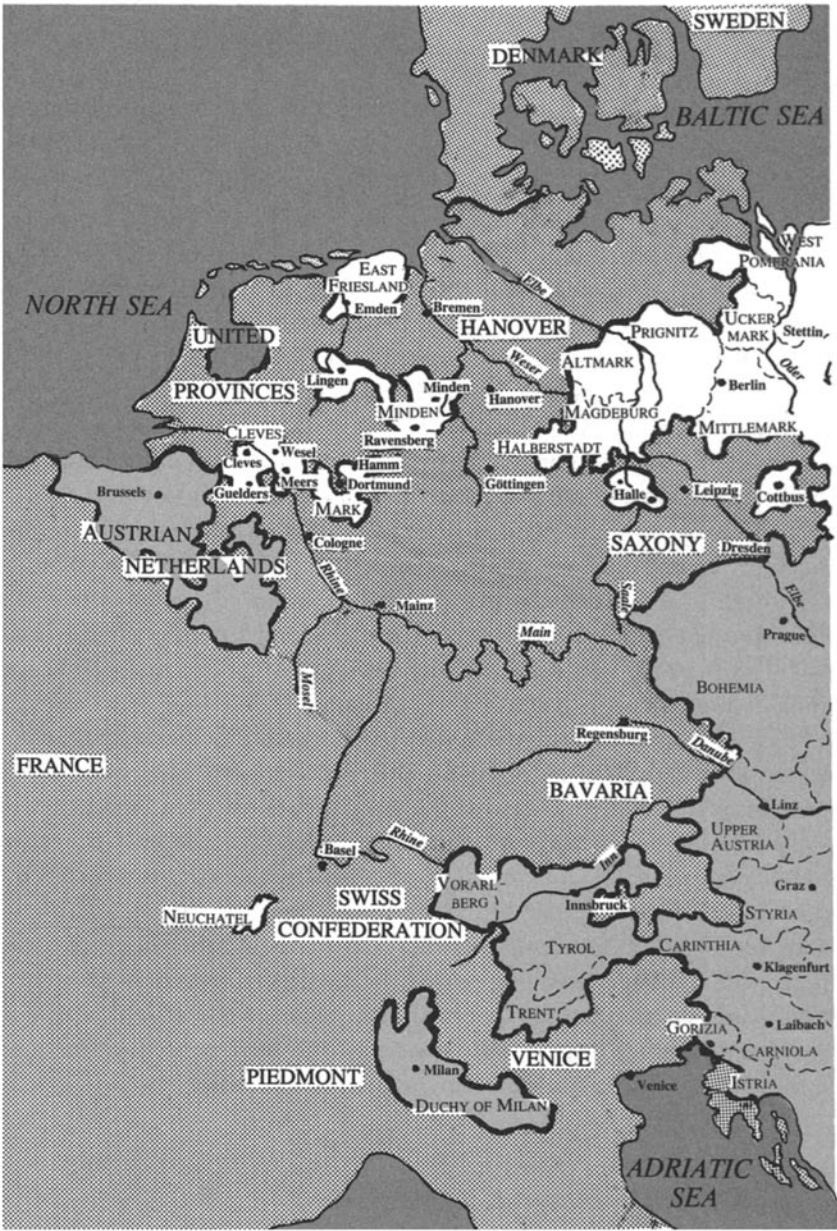 SWEDEN
DENMARK
BALTIC SEA
WEST
POMERANIA
EAST
FRIESLAND
Emden
NORTH SEA
Elbe
Bremen
HANOVER
PRIGNITZ
UCKER
MARK
Stettin
UNITED
PROVINCES
Lingen
Minden
MINDEN
Ravensberg
Weser
Hanover
ALTMARK
MAGDEBURG
Berlin
Oder
MITTLEMARK
HALBERSTADT
CLEVES
Cleves
Wesel
Meers
Guelders
Hamm
Dortmund
MARK
Göttingen
Halle
Leipzig
Cottbus
Brussels
AUSTRIAN
NETHERLANDS
Cologne
Rhine
SAXONY
Dresden
Saale
Elbe
Mainz
Main
Prague
Mosel
BOHEMIA
Regensburg
Danube
FRANCE
BAVARIA
Linz
UPPER
AUSTRIA
Basel
Rhine
Inn
VORARL
BERG
Innsbruck
Graz
NEUCHATEL
SWISS
CONFEDERATION
STYRIA
TYROL
CARINTHIA
Klagenfurt
TRENT
GORIZIA
Laibach
CARNIOLA
VENICE
PIEDMONT
Milan
DUCHY OF MILAN
Venice
ISTRIA
ADRIATIC
SEA